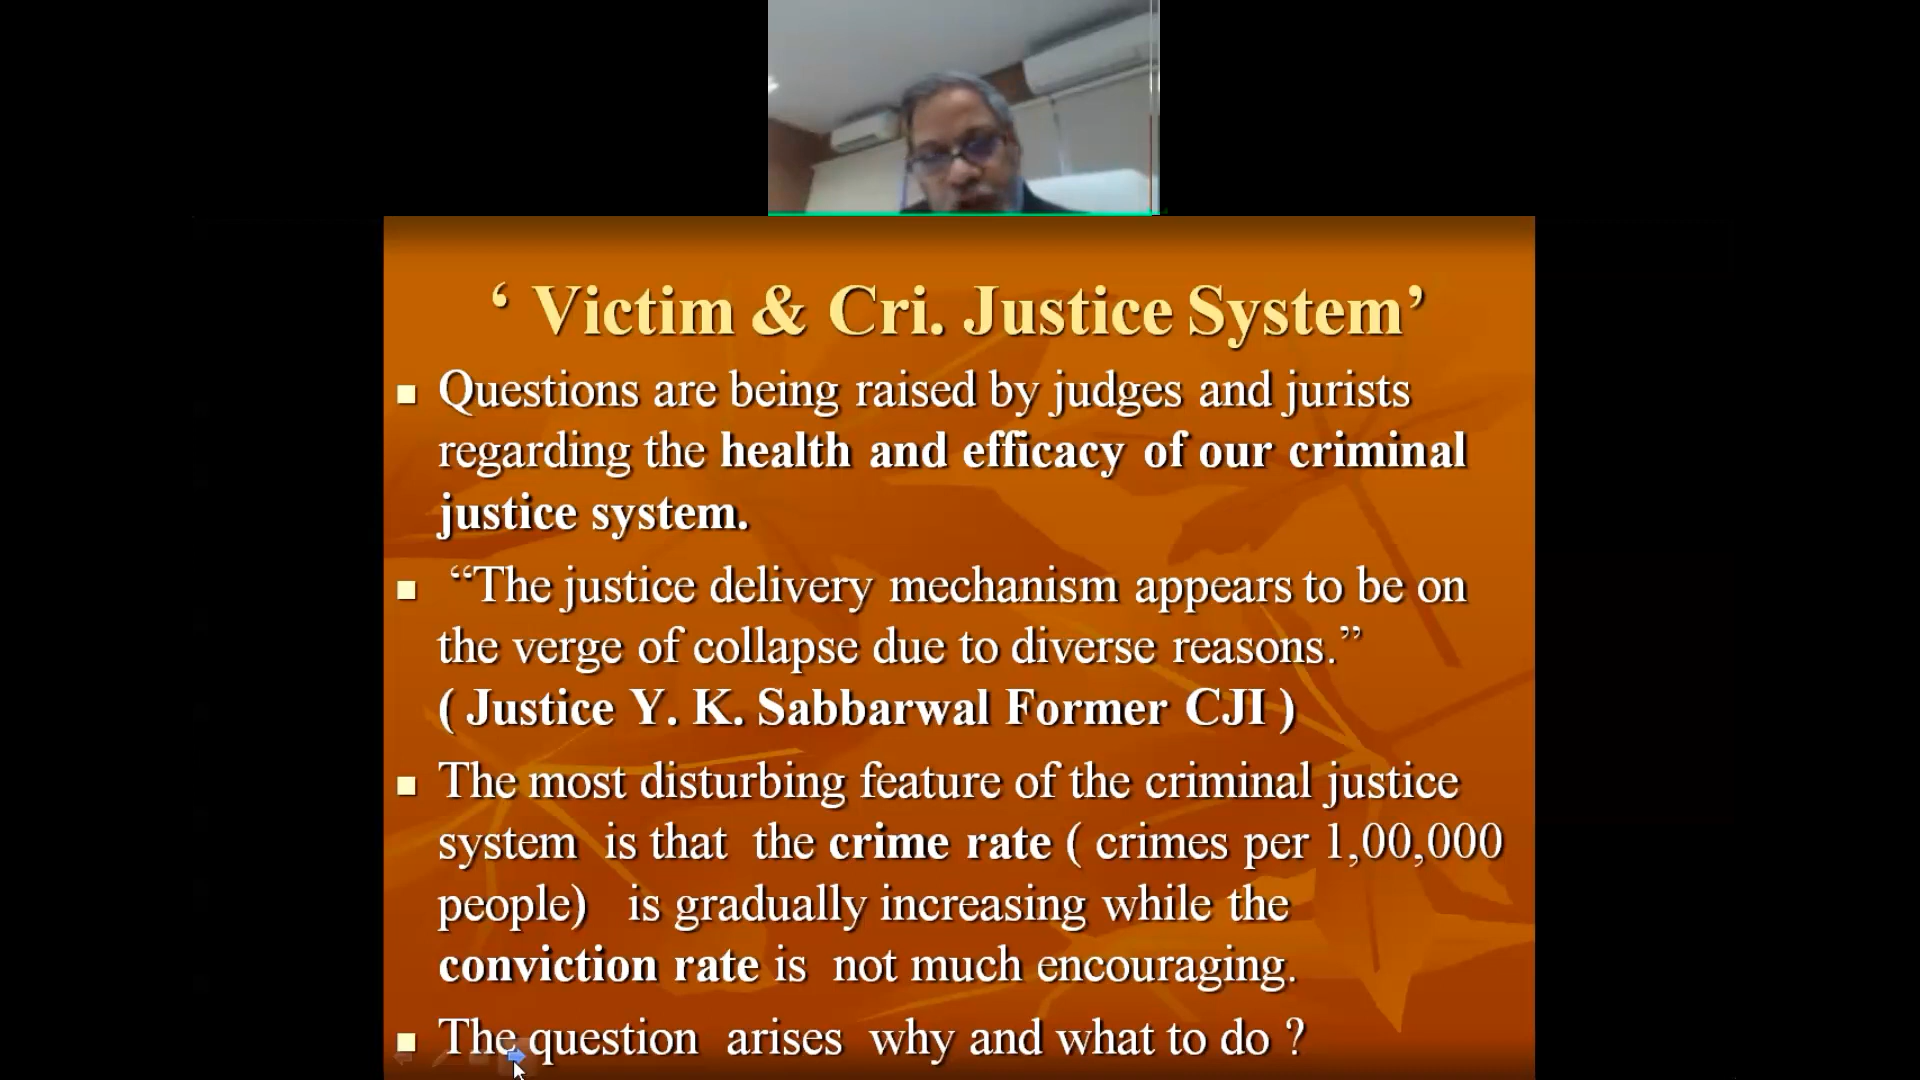 ‘ Victim & Cri. Justice System’
Questions are being raised by judges and jurists
regarding the health and efficacy of our criminal
justice system.
“The justice delivery mechanism appears to be on
the verge of collapse due to diverse reasons.”
( Justice Y. K. Sabbarwal Former CJI )
The most disturbing feature of the criminal justice
system is that the crime rate ( crimes per 1,00,000
people) is gradually increasing while the
conviction rate is not much encouraging.
The question arises why and what to do ?